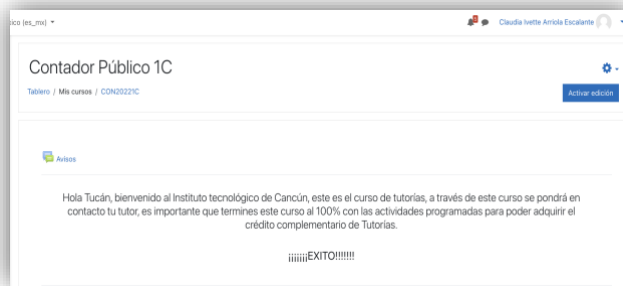 ico (es_mx)
Claudia Ivette Arriola Escalante
Contador Público 1C
Tablero / Mis cursos / CON20221C
Activar edición
Avisos
Hola Tucán, bienvenido al Instituto tecnológico de Cancún, este es el curso de tutorías, a través de este curso se pondrá en
contacto tu tutor, es importante que termines este curso al 100% con las actividades programadas para poder adquirir el
crédito complementario de Tutorías.
¡¡¡¡¡¡¡EXITO!!!!!!!